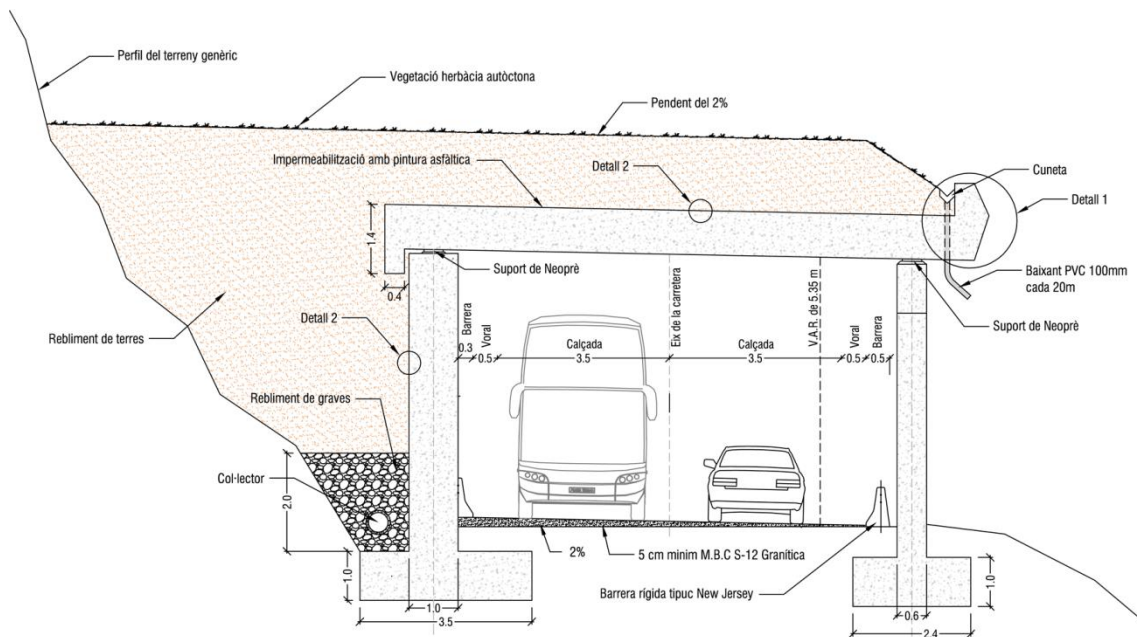 Perfil del terreny genèric
Vegetació herbàcia autòctona
Pendent del 2%
Impermeabilització amb pintura asfàltica
Detall 2
Cuneta
Detall 1
1.4
0.4
Suport de Neoprè
Baixant PVC 100mm
cada 20m
Suport de Neoprè
Rebliment de terres
Detall 2
Barrera
Voral
Calçada
Eix de la carretera
Calçada
V.A.R. de 5.35 m
Voral
Barrera
0.3
0.5
3.5
3.5
0.5
0.5
Rebliment de graves
Col·lector
2.0
2%
5 cm minim M.B.C S-12 Granítica
Barrera rígida tipuc New Jersey
1.0
1.0
3.5
1.0
0.6
2.4